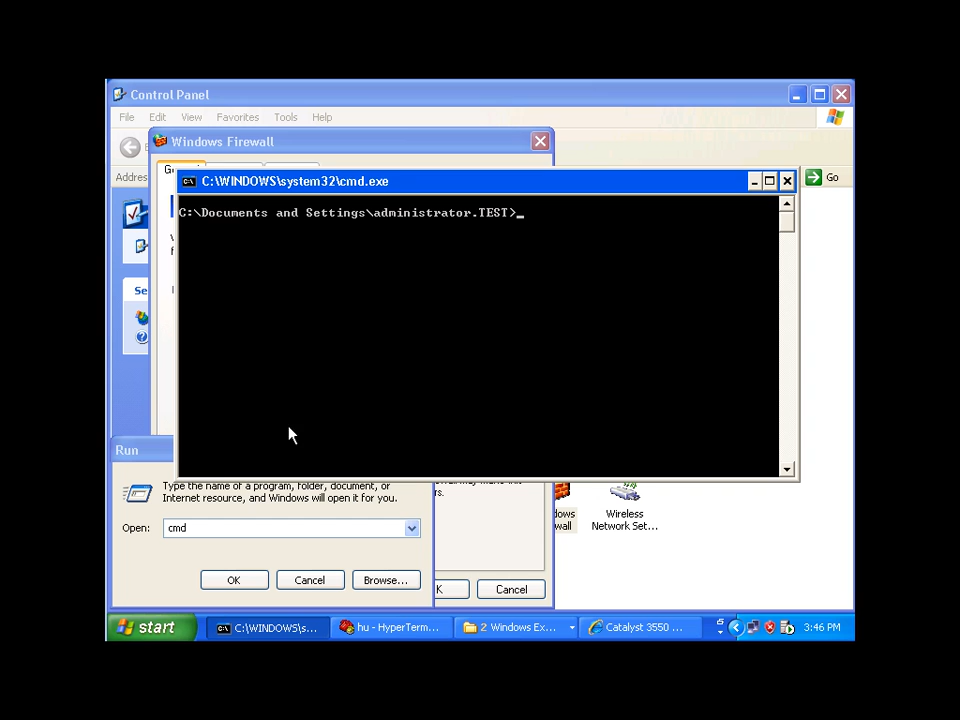 Control Panel
File Edit View Favorites Tools Help
Windows Firewall
Address
Go
C:\WINDOWS\system32\cmd.exe
C:\Documents and Settings\administrator.TEST>_
Run
Type the name of a program, folder, document, or
Internet resource, and Windows will open it for you.
Open: cmd
OK Cancel Browse...
Cancel
Wireless
Network Set...
start C:\WINDOWS\s... hu - HyperTerm... 2 Windows Ex... Catalyst 3550 ... 3:46 PM